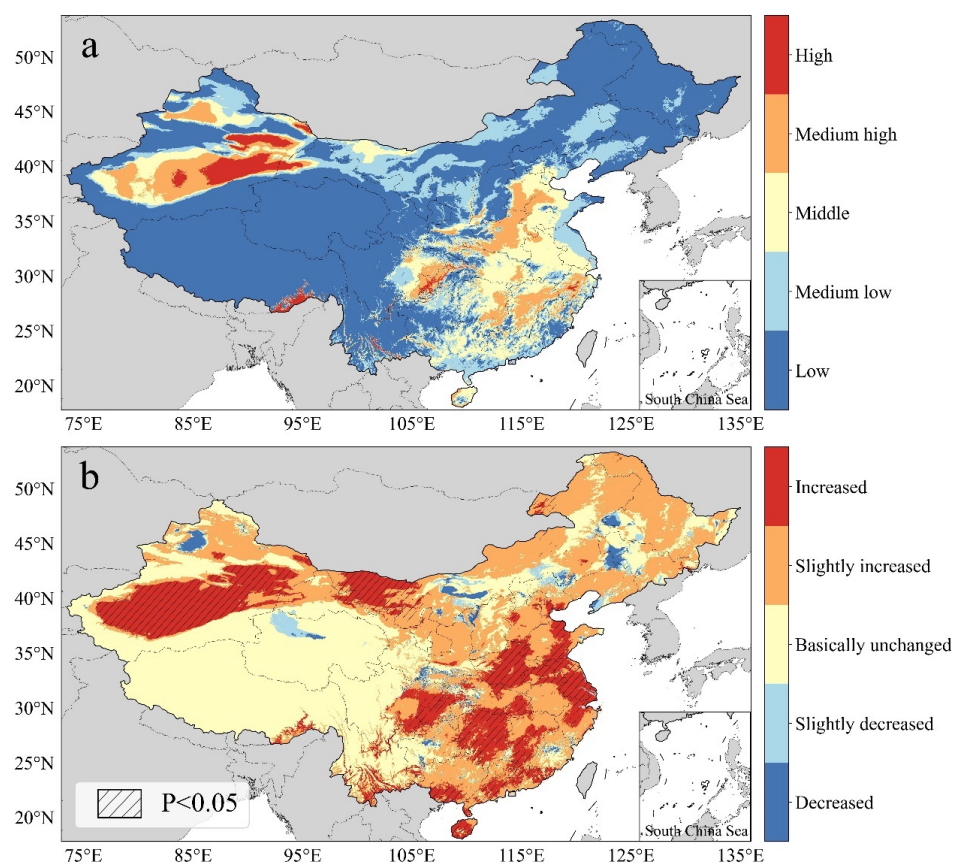 a
50°N
45°N
40°N
35°N
30°N
25°N
20°N
75°E
85°E
95°E
105°E
115°E
125°E
135°E
South China Sea
High
Medium high
Middle
Medium low
Low
b
50°N
45°N
40°N
35°N
30°N
25°N
20°N
75°E
85°E
95°E
105°E
115°E
125°E
135°E
P<0.05
South China Sea
Increased
Slightly increased
Basically unchanged
Slightly decreased
Decreased